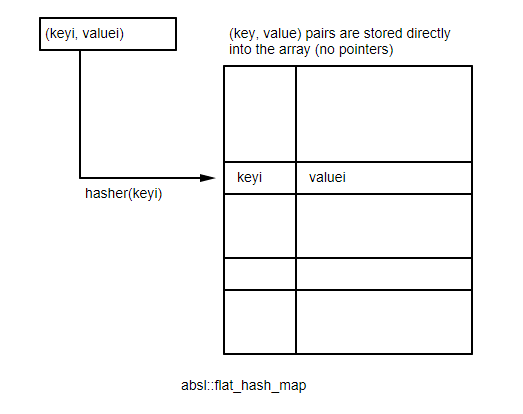 (keyi, valuei)
(key, value) pairs are stored directly
into the array (no pointers)
keyi valuei
hasher(keyi)
absl::flat_hash_map